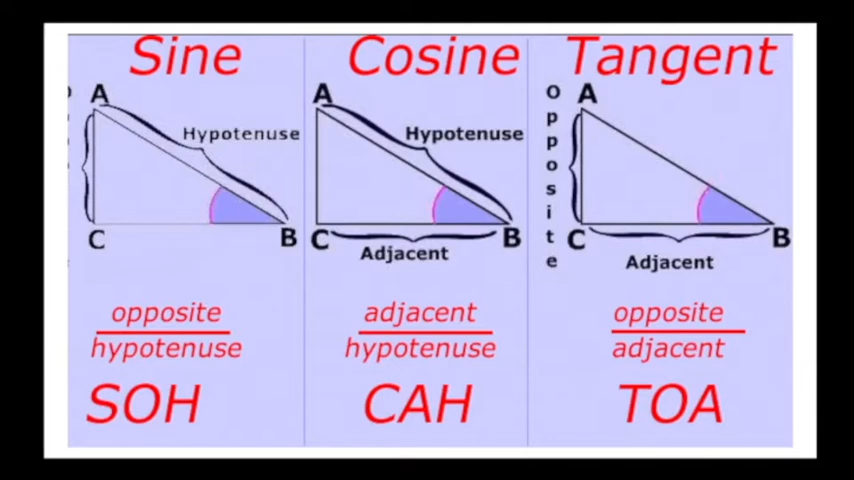 Sine
A
Hypotenuse
C
B
opposite
hypotenuse
SOH
Cosine
A
Hypotenuse
C
B
Adjacent
adjacent
hypotenuse
CAH
Tangent
Opposite
A
C
B
Adjacent
opposite
adjacent
TOA